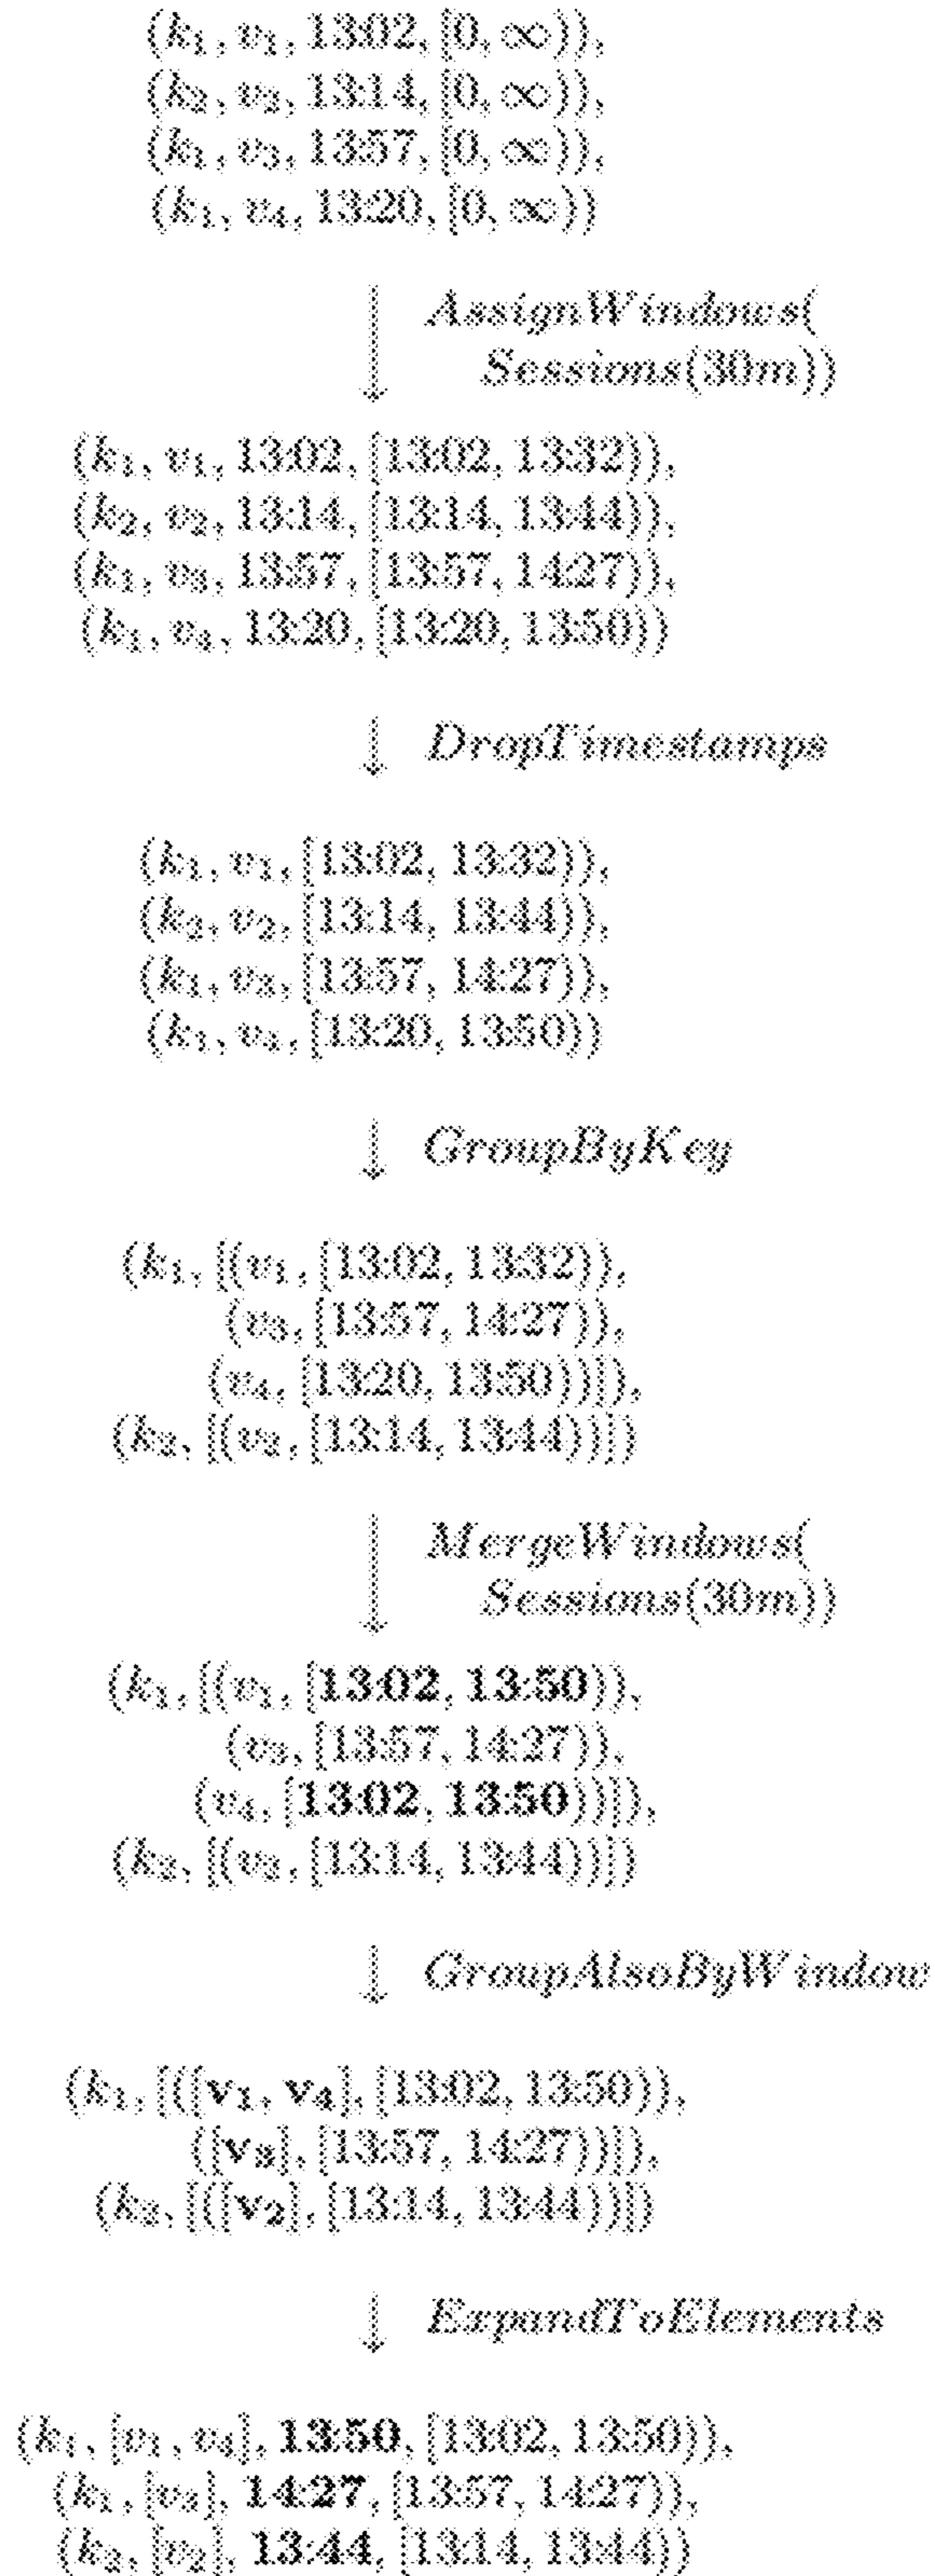 (k₁, v₁, 13:02, [0, ∞)),
(k₂, v₂, 13:14, [0, ∞)),
(k₁, v₃, 13:57, [0, ∞)),
(k₁, v₄, 13:20, [0, ∞))
↓ AssignWindows(
Sessions(30m))
(k₁, v₁, 13:02, [13:02, 13:32)),
(k₂, v₂, 13:14, [13:14, 13:44)),
(k₁, v₃, 13:57, [13:57, 14:27)),
(k₁, v₄, 13:20, [13:20, 13:50))
↓ DropTimestamps
(k₁, v₁, [13:02, 13:32)),
(k₂, v₂, [13:14, 13:44)),
(k₁, v₃, [13:57, 14:27)),
(k₁, v₄, [13:20, 13:50))
↓ GroupByKey
(k₁, [(v₁, [13:02, 13:32)),
(v₃, [13:57, 14:27)),
(v₄, [13:20, 13:50))]),
(k₂, [(v₂, [13:14, 13:44))])
↓ MergeWindows(
Sessions(30m))
(k₁, [(v₁, [13:02, 13:50)),
(v₃, [13:57, 14:27)),
(v₄, [13:02, 13:50))]),
(k₂, [(v₂, [13:14, 13:44))])
↓ GroupAlsoByWindow
(k₁, [([v₁, v₄], [13:02, 13:50)),
([v₃], [13:57, 14:27))]),
(k₂, [([v₂], [13:14, 13:44))])
↓ ExpandToElements
(k₁, [v₁, v₄], 13:50, [13:02, 13:50)),
(k₁, [v₃], 14:27, [13:57, 14:27)),
(k₂, [v₂], 13:44, [13:14, 13:44))